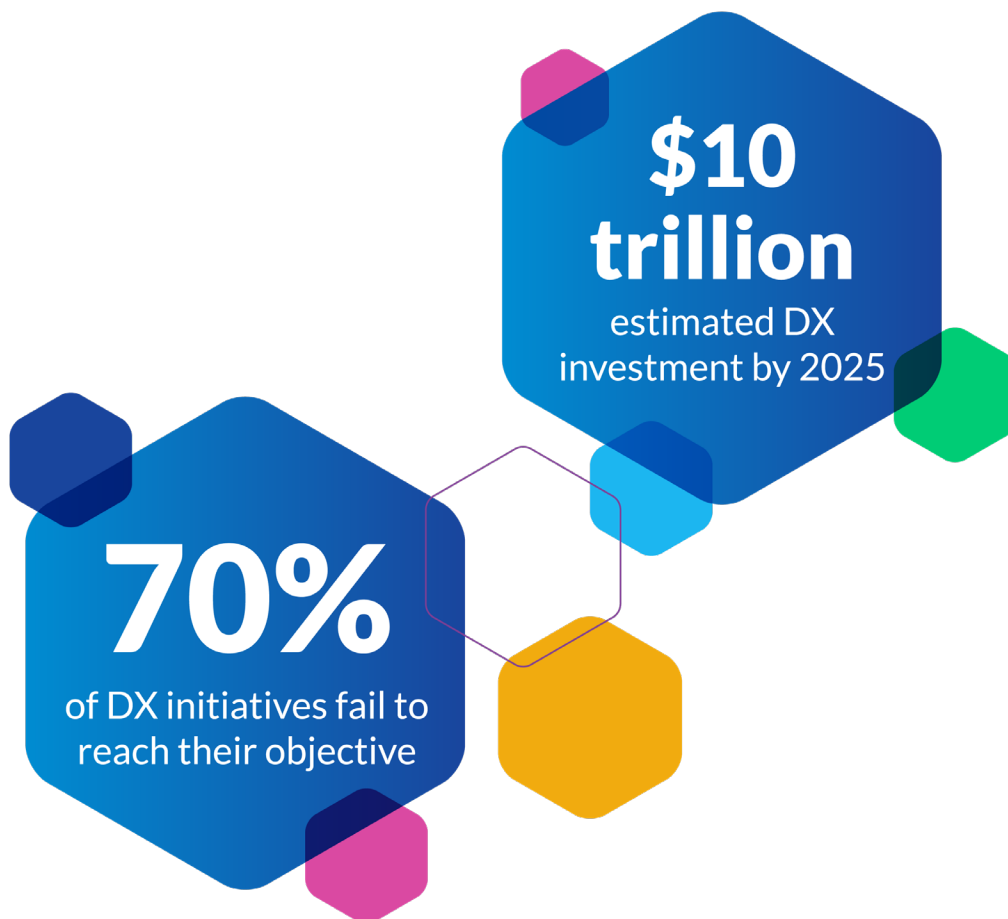 $10
trillion
estimated DX
investment by 2025
70%
of DX initiatives fail to
reach their objective